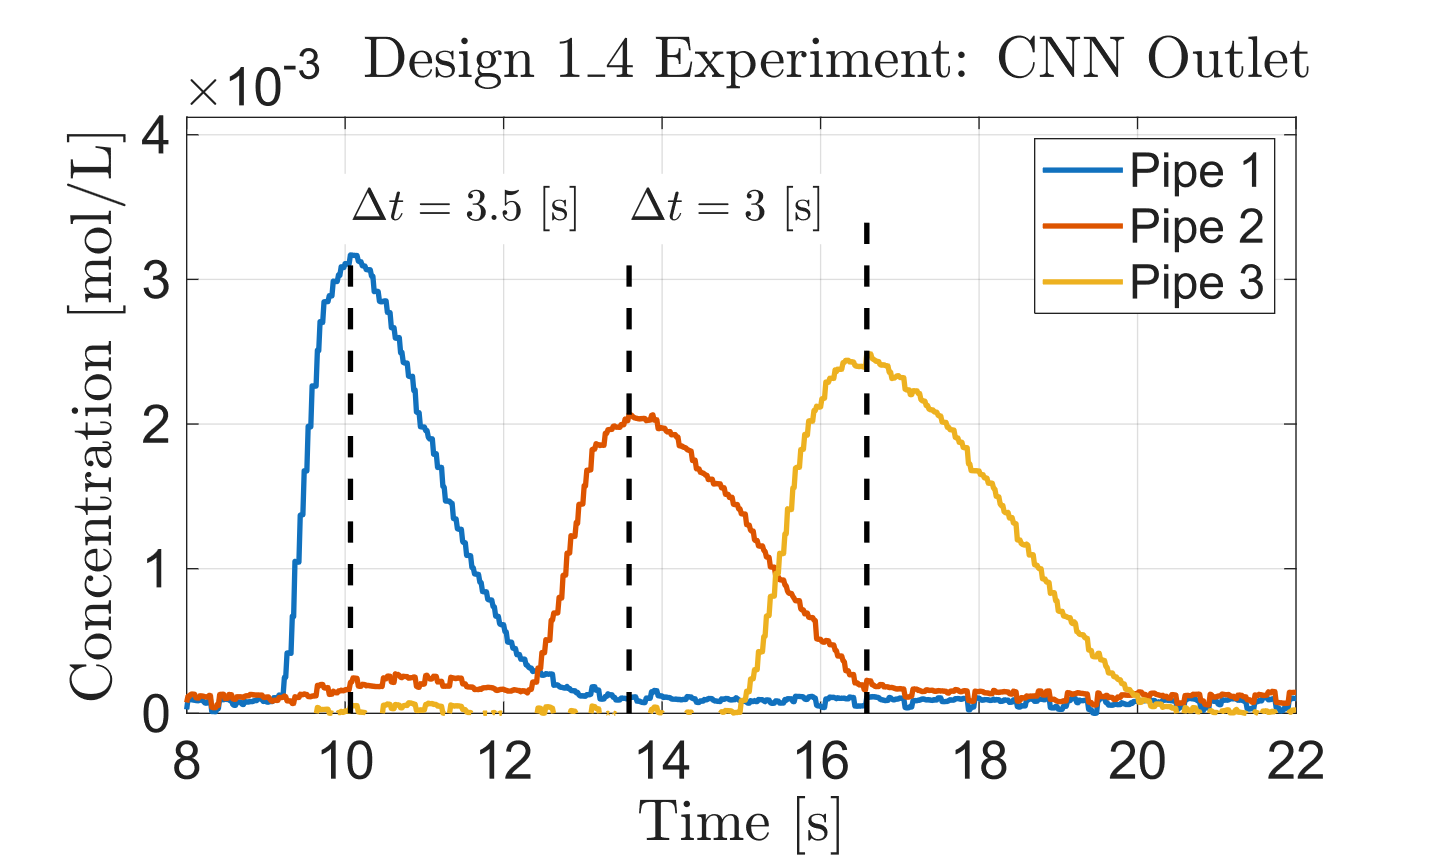 Design 1_4 Experiment: CNN Outlet
×10⁻³
4
3
2
1
0
Concentration [mol/L]
Δt = 3.5 [s]
Δt = 3 [s]
Pipe 1
Pipe 2
Pipe 3
8 10 12 14 16 18 20 22
Time [s]